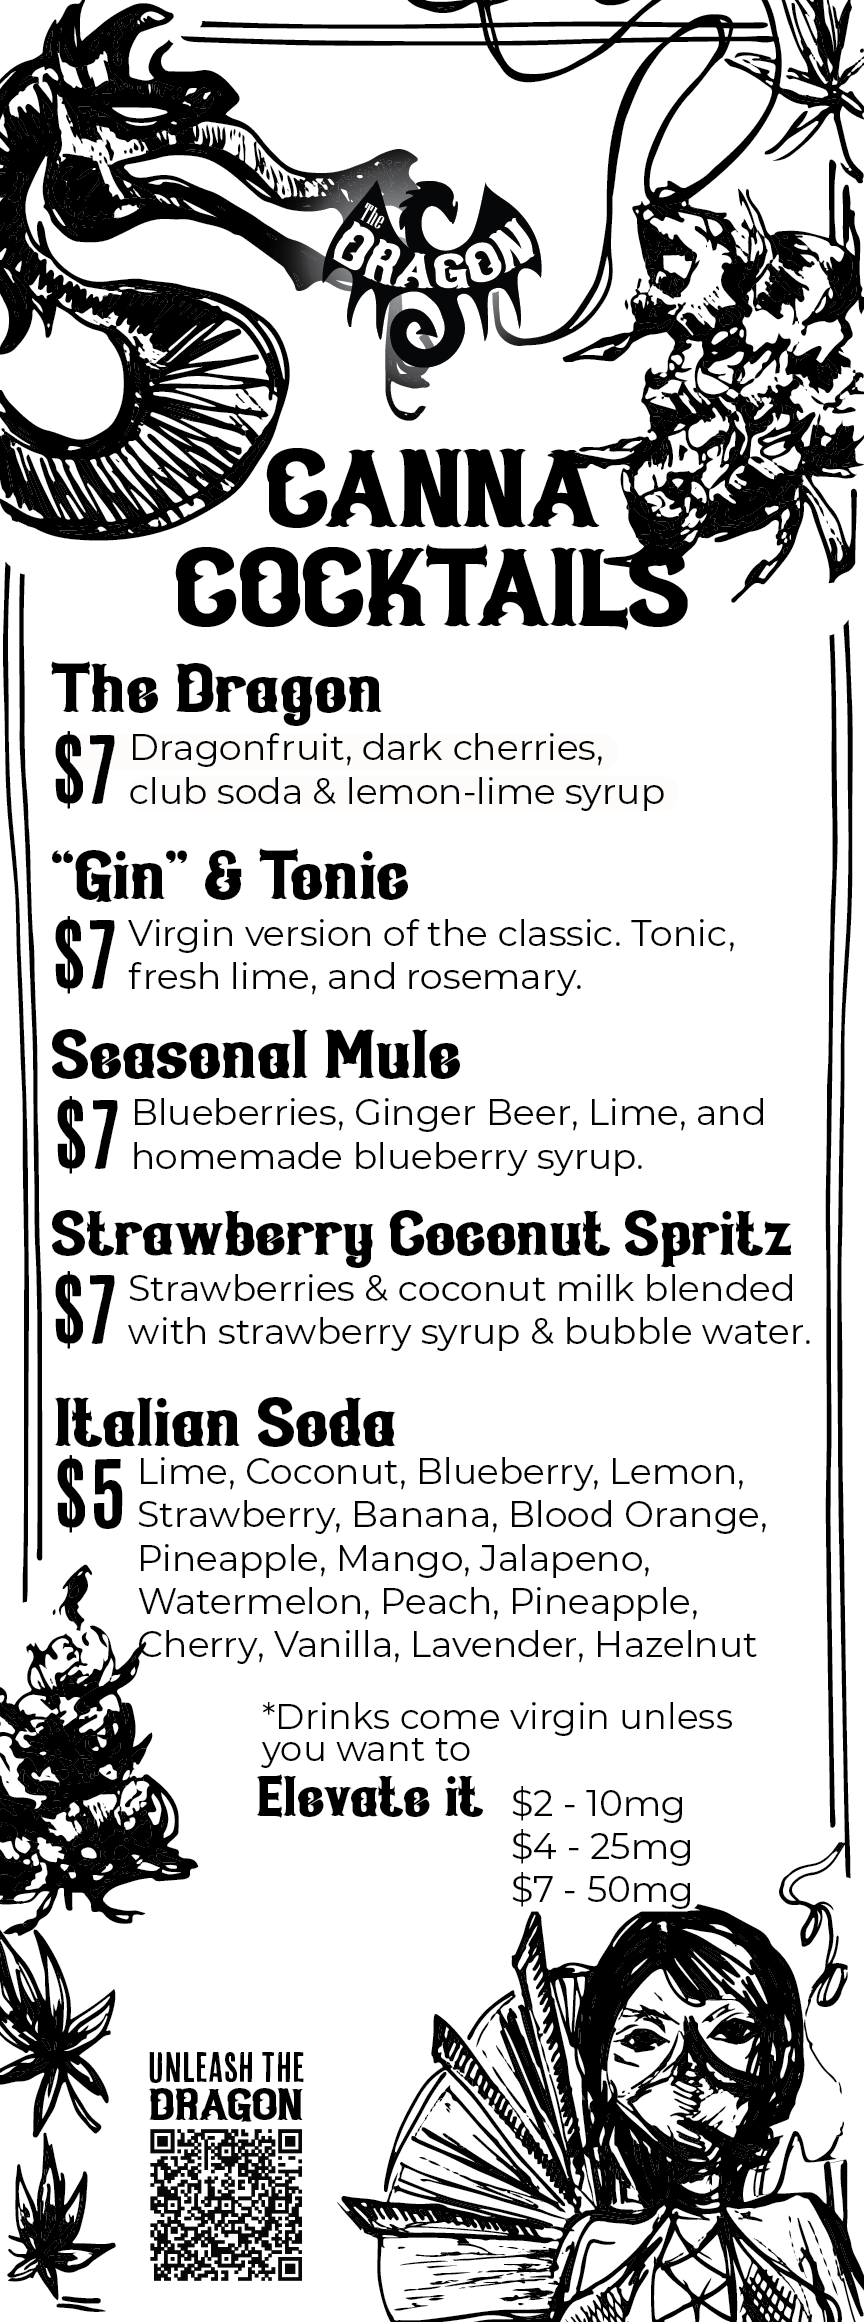 The
DRAGON
CANNA
COCKTAILS
The Dragon
$7 Dragonfruit, dark cherries,
club soda & lemon-lime syrup
“Gin” & Tonic
$7 Virgin version of the classic. Tonic,
fresh lime, and rosemary.
Seasonal Mule
$7 Blueberries, Ginger Beer, Lime, and
homemade blueberry syrup.
Strawberry Coconut Spritz
$7 Strawberries & coconut milk blended
with strawberry syrup & bubble water.
Italian Soda
$5 Lime, Coconut, Blueberry, Lemon,
Strawberry, Banana, Blood Orange,
Pineapple, Mango, Jalapeno,
Watermelon, Peach, Pineapple,
Cherry, Vanilla, Lavender, Hazelnut
*Drinks come virgin unless
you want to
Elevate it $2 - 10mg
$4 - 25mg
$7 - 50mg
UNLEASH THE
DRAGON